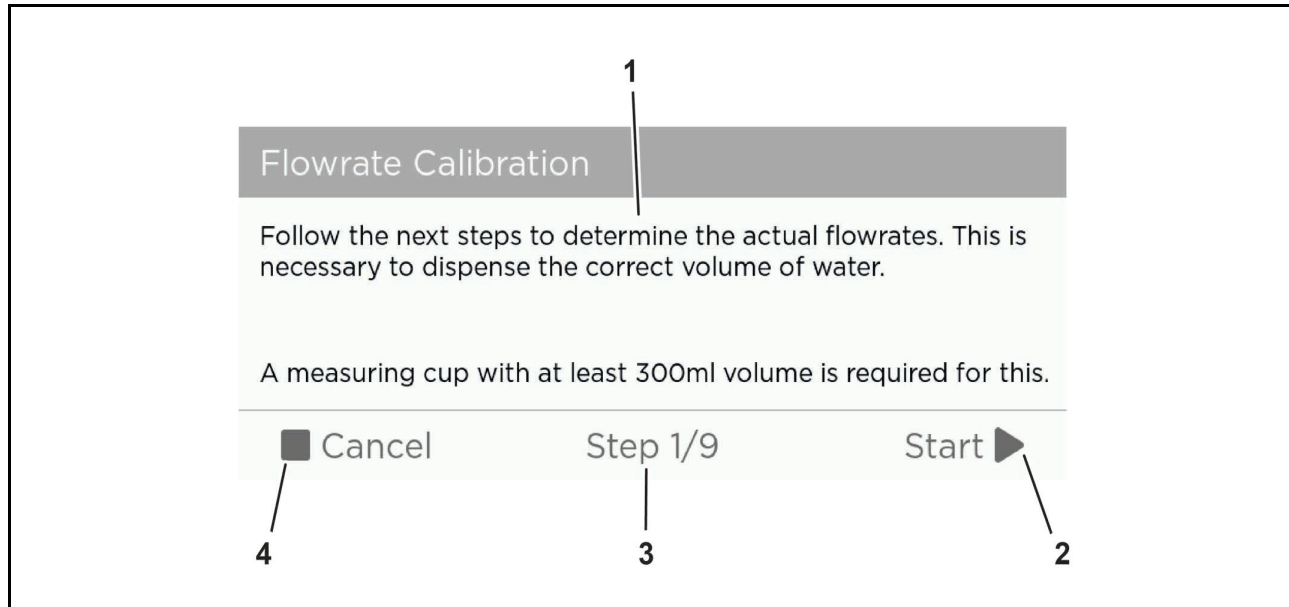 1
Flowrate Calibration
Follow the next steps to determine the actual flowrates. This is
necessary to dispense the correct volume of water.
A measuring cup with at least 300ml volume is required for this.
Cancel Step 1/9 Start
4 3 2